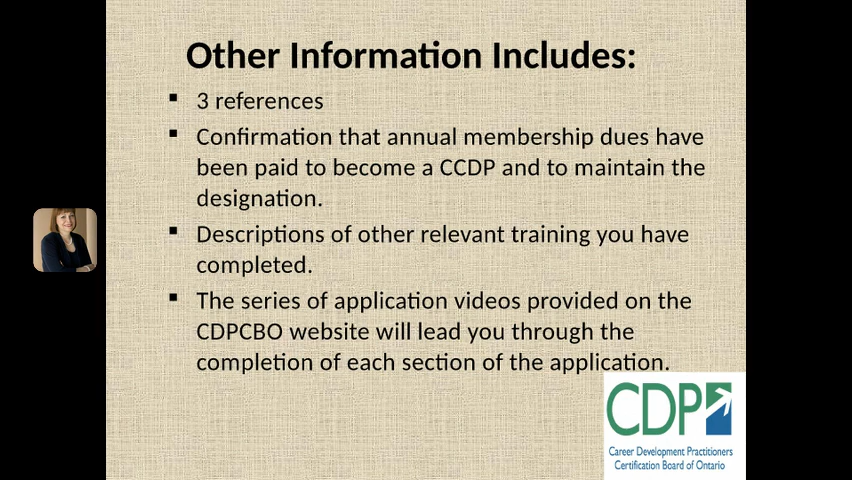 Other Information Includes:
▪ 3 references
▪ Confirmation that annual membership dues have
been paid to become a CCDP and to maintain the
designation.
▪ Descriptions of other relevant training you have
completed.
▪ The series of application videos provided on the
CDPCBO website will lead you through the
completion of each section of the application.
CDP
Career Development Practitioners
Certification Board of Ontario